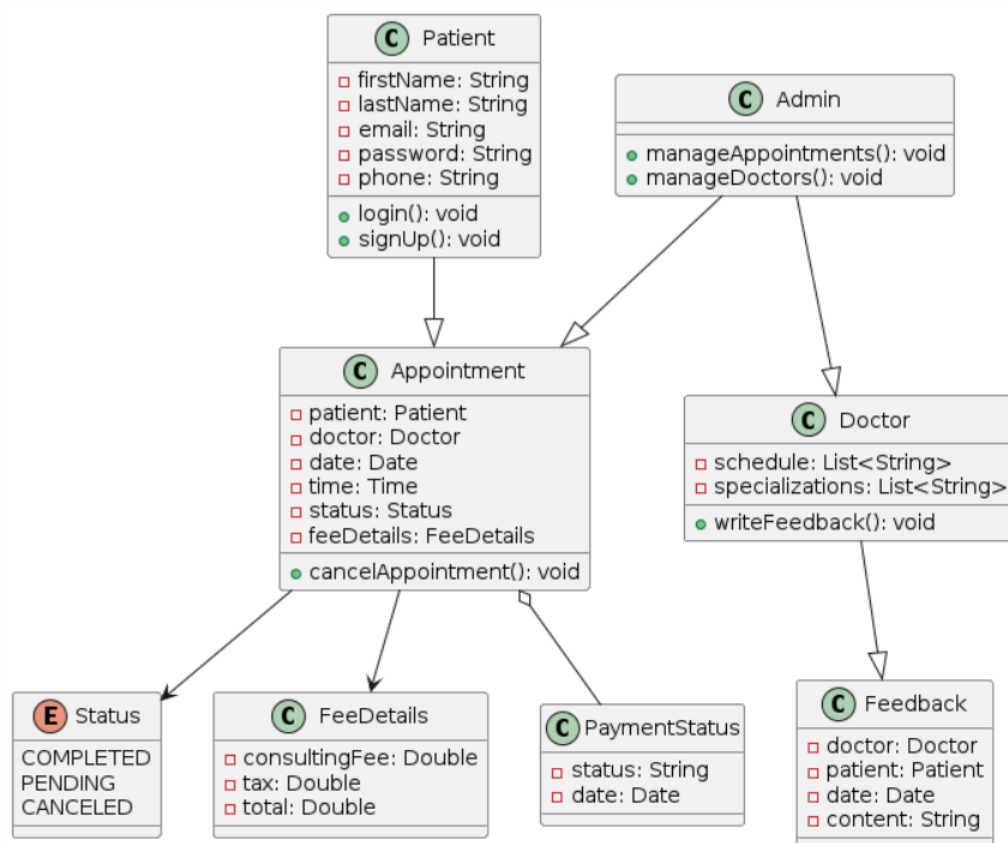 C Patient
firstName: String
lastName: String
email: String
password: String
phone: String
login(): void
signUp(): void
C Admin
manageAppointments(): void
manageDoctors(): void
C Appointment
patient: Patient
doctor: Doctor
date: Date
time: Time
status: Status
feeDetails: FeeDetails
cancelAppointment(): void
C Doctor
schedule: List<String>
specializations: List<String>
writeFeedback(): void
E Status
COMPLETED
PENDING
CANCELED
C FeeDetails
consultingFee: Double
tax: Double
total: Double
C PaymentStatus
status: String
date: Date
C Feedback
doctor: Doctor
patient: Patient
date: Date
content: String